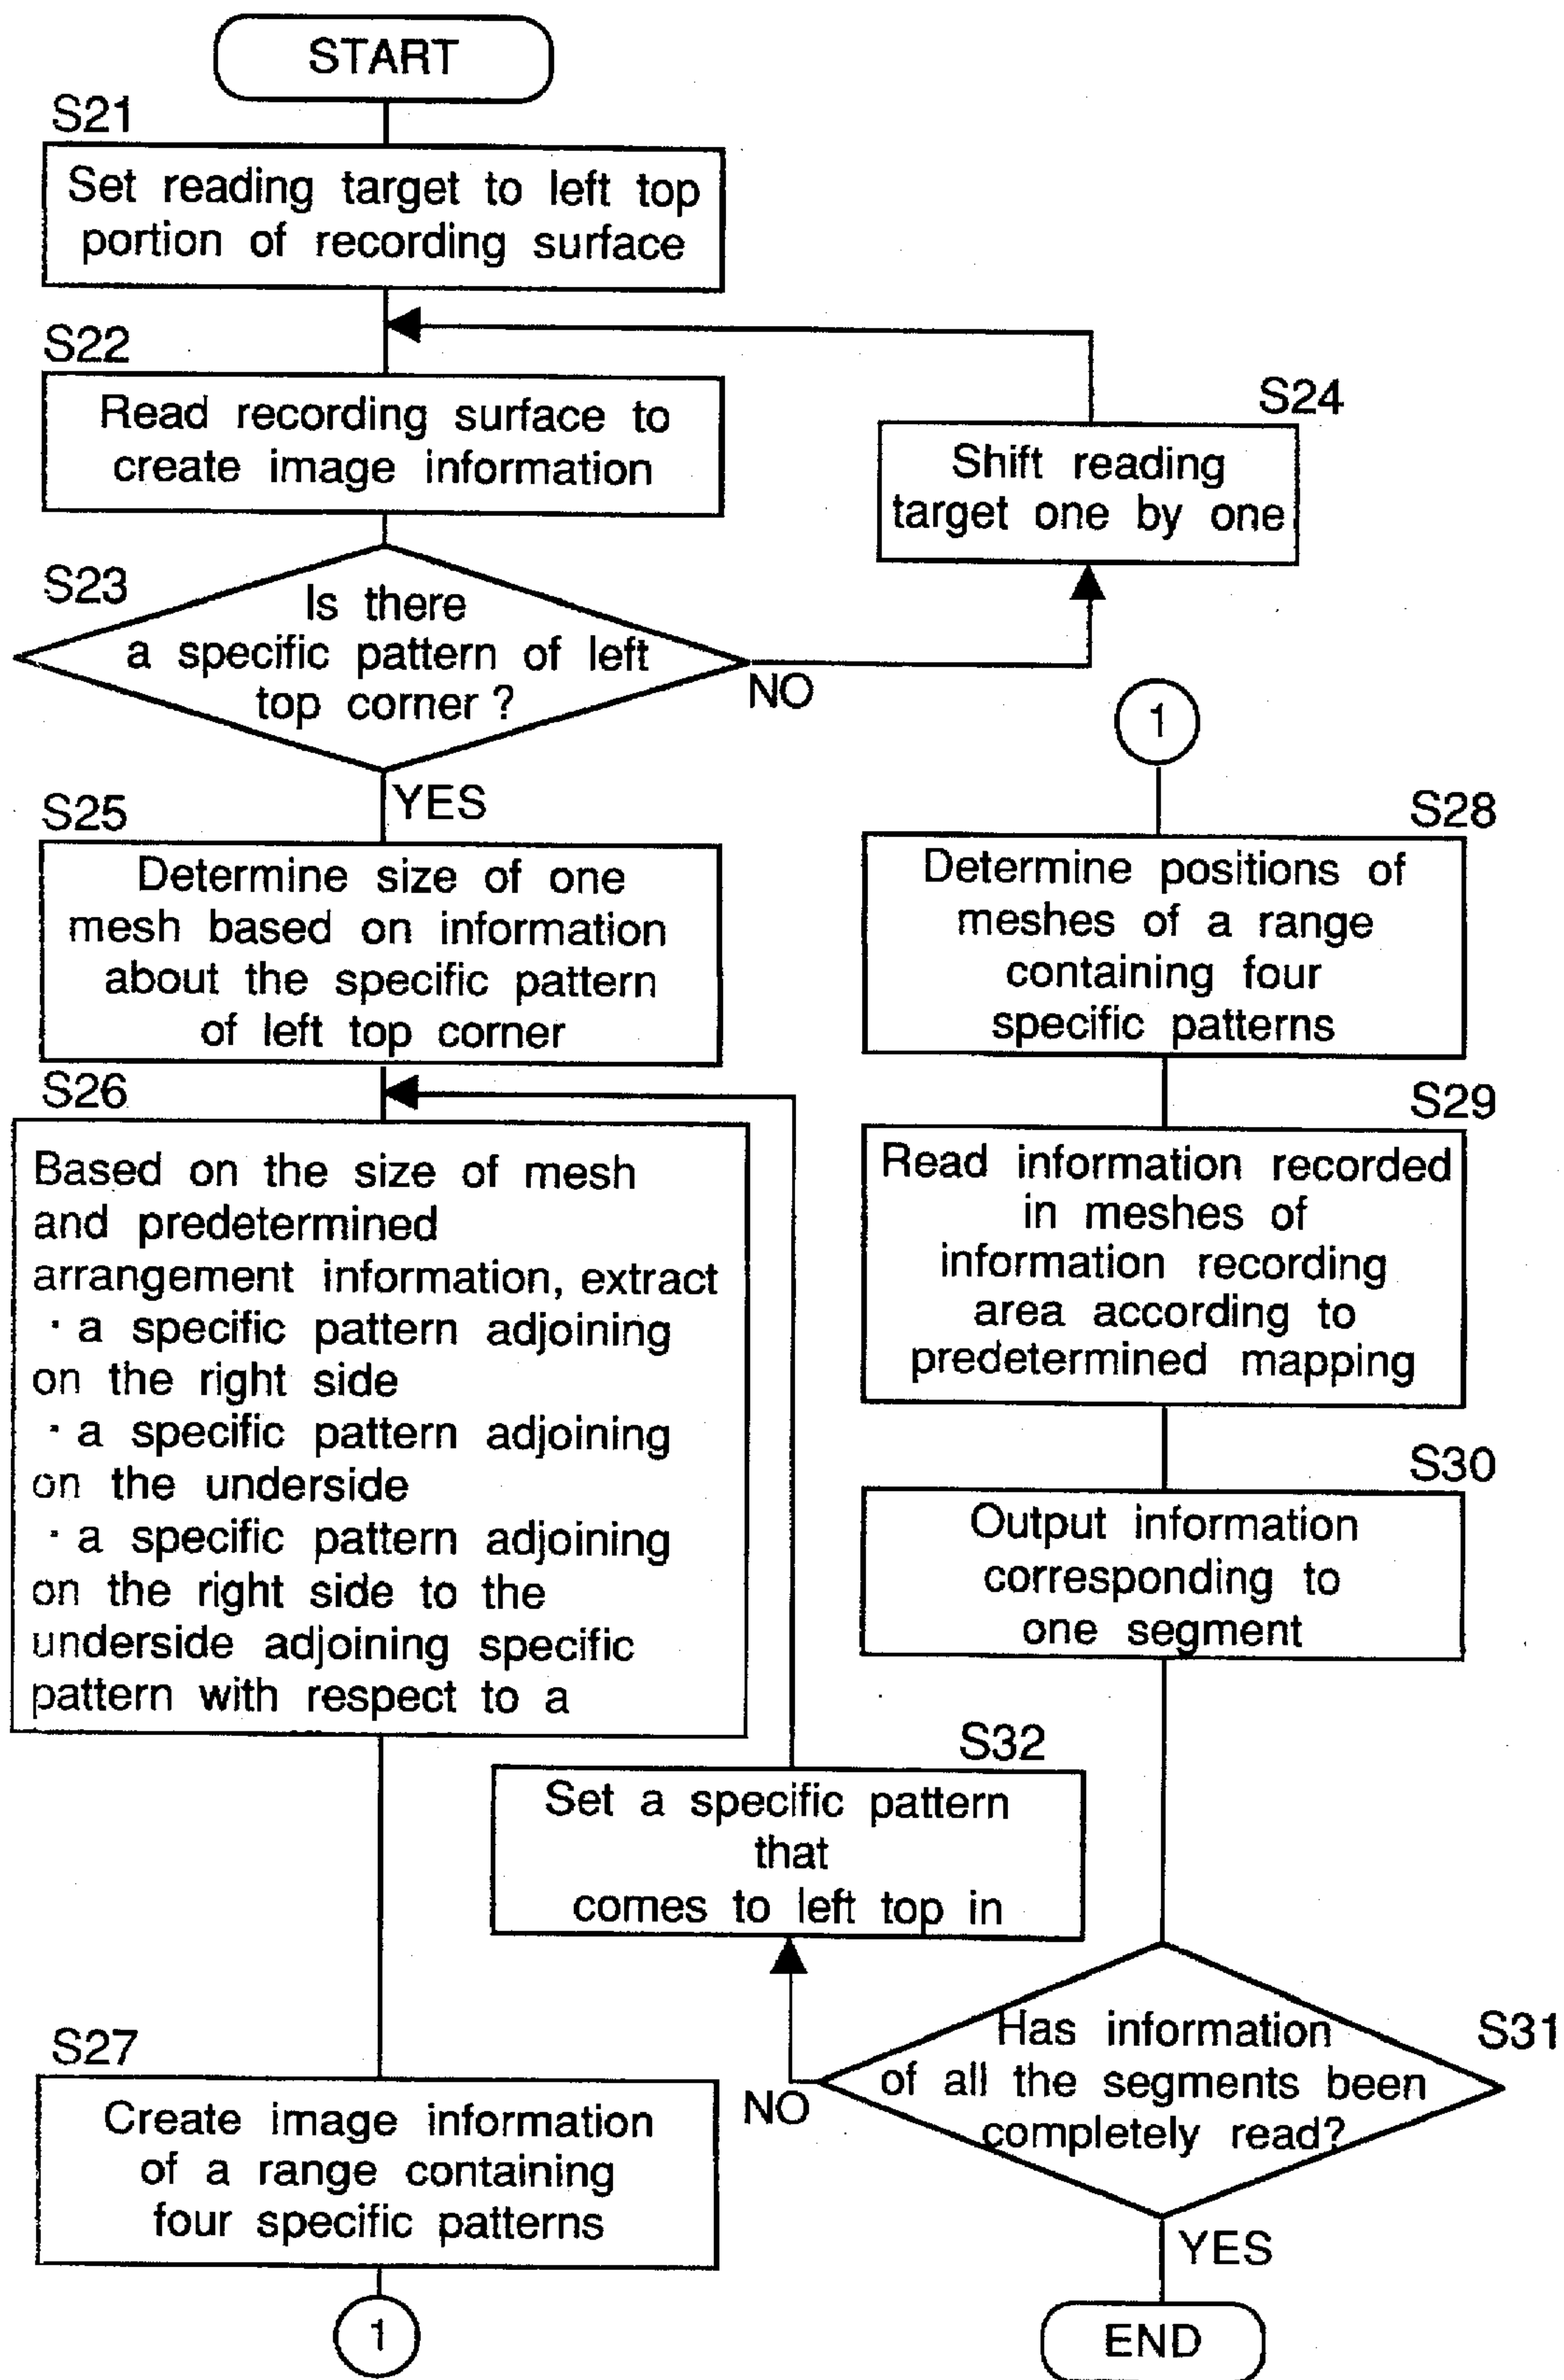 START
S21
Set reading target to left top
portion of recording surface
S22
Read recording surface to
create image information
S24
Shift reading
target one by one
S23
Is there
a specific pattern of left
top corner ?
NO
YES
S25
Determine size of one
mesh based on information
about the specific pattern
of left top corner
S26
Based on the size of mesh
and predetermined
arrangement information, extract
· a specific pattern adjoining
on the right side
· a specific pattern adjoining
on the underside
· a specific pattern adjoining
on the right side to the
underside adjoining specific
pattern with respect to a
S27
Create image information
of a range containing
four specific patterns
1
1
S28
Determine positions of
meshes of a range
containing four
specific patterns
S29
Read information recorded
in meshes of
information recording
area according to
predetermined mapping
S30
Output information
corresponding to
one segment
S32
Set a specific pattern
that
comes to left top in
S31
Has information
of all the segments been
completely read?
NO
YES
END